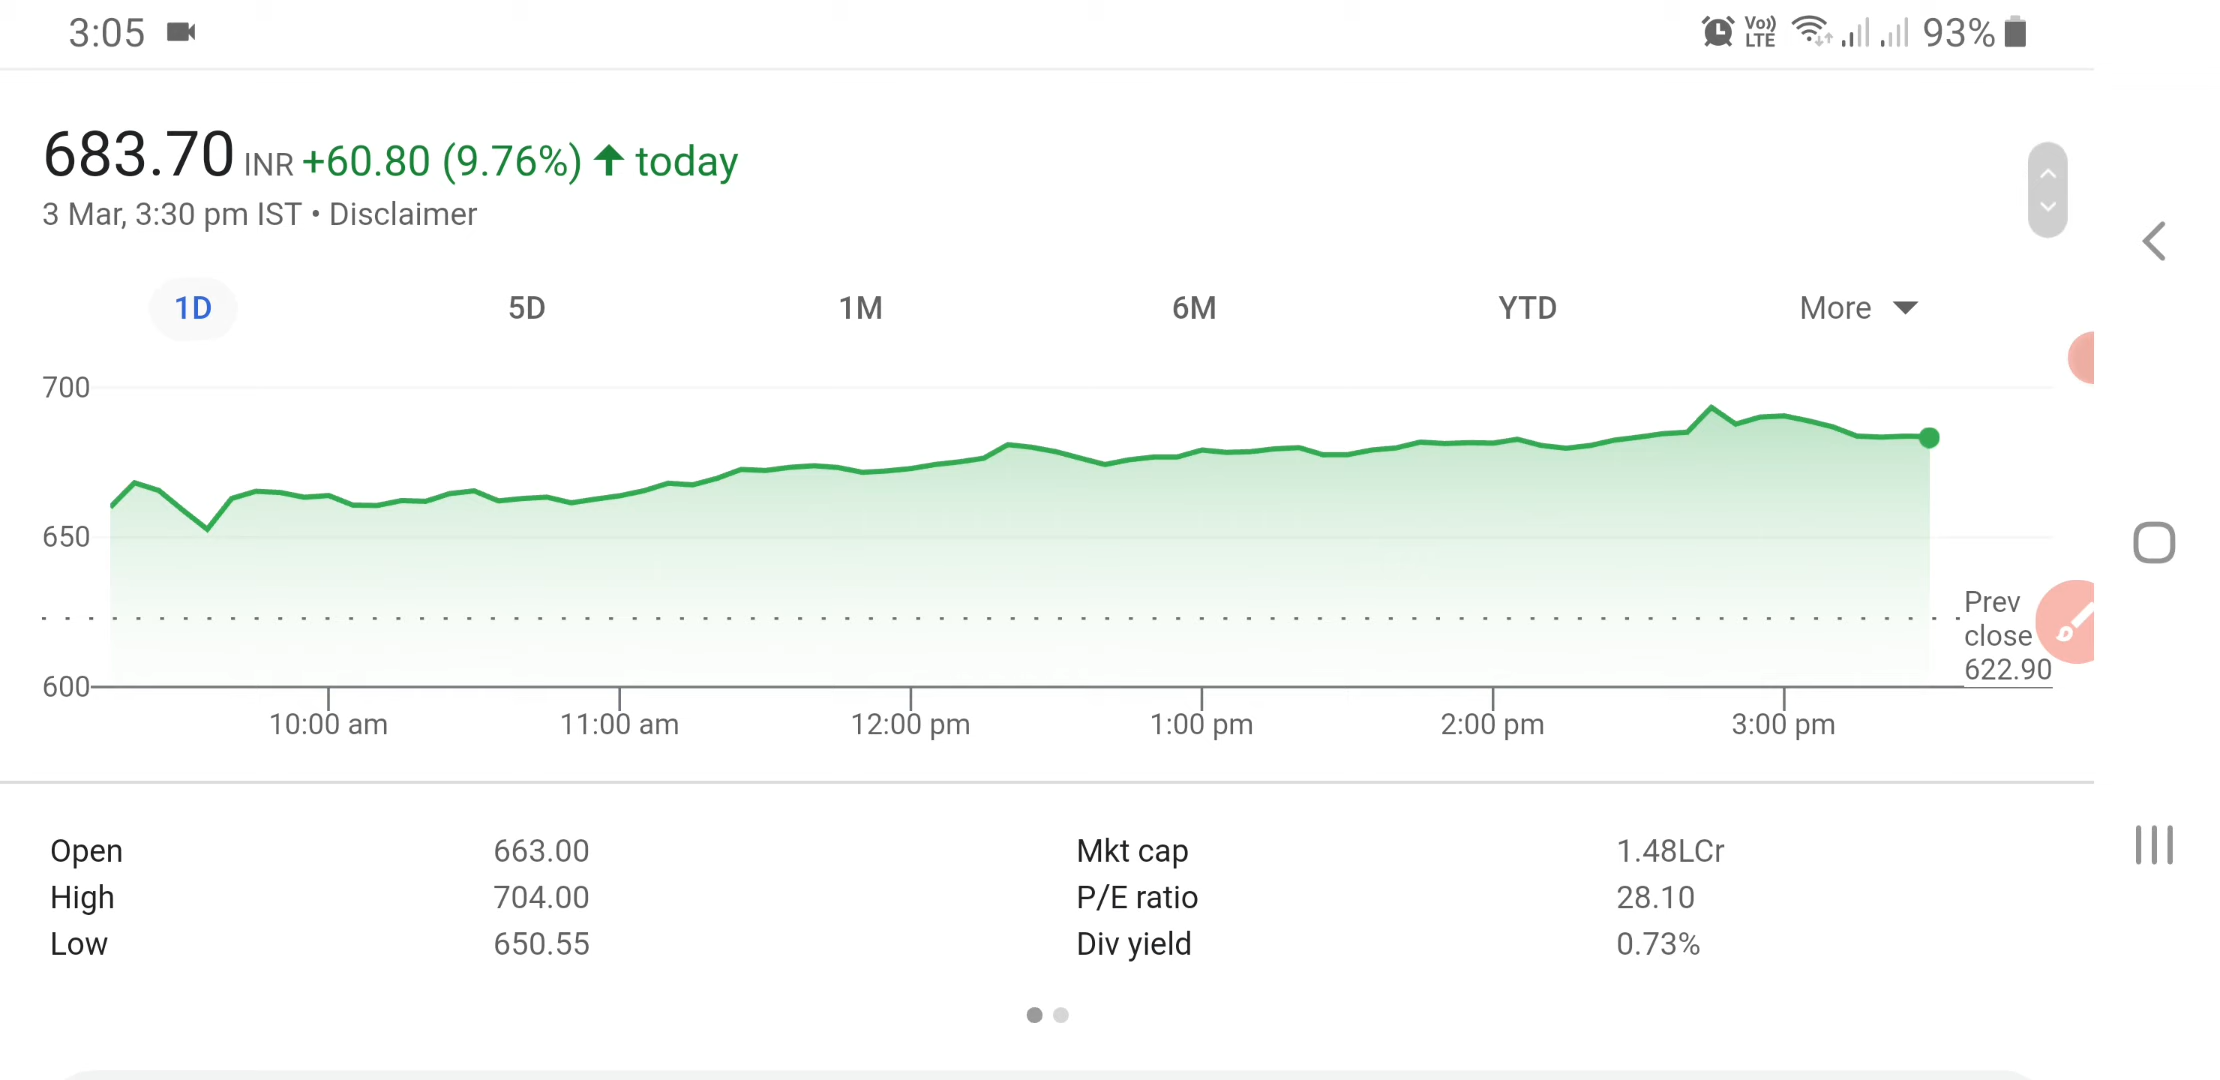 3:05 Vo)) LTE 93%
683.70 INR +60.80 (9.76%) today
3 Mar, 3:30 pm IST • Disclaimer
1D 5D 1M 6M YTD More
700
650
600
Prev
close
622.90
10:00 am 11:00 am 12:00 pm 1:00 pm 2:00 pm 3:00 pm
Open 663.00 Mkt cap 1.48LCr
High 704.00 P/E ratio 28.10
Low 650.55 Div yield 0.73%